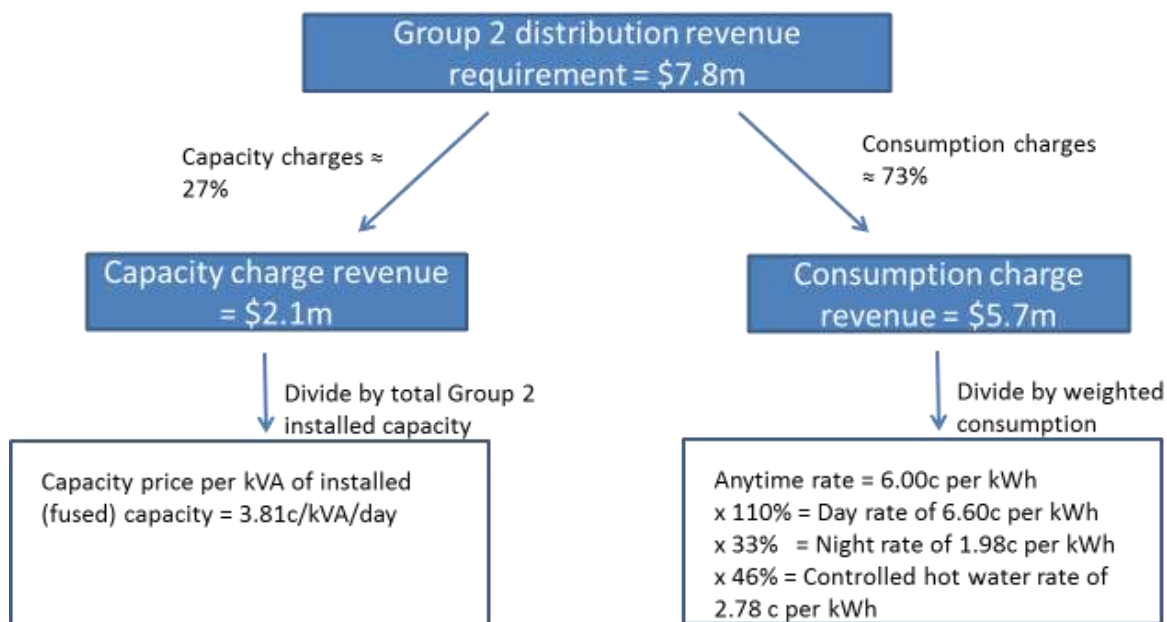 Group 2 distribution revenue
requirement = $7.8m
Capacity charges ≈
27%
Consumption charges
≈ 73%
Capacity charge revenue
= $2.1m
Consumption charge
revenue = $5.7m
Divide by total Group 2
installed capacity
Divide by weighted
consumption
Capacity price per kVA of installed
(fused) capacity = 3.81c/kVA/day
Anytime rate = 6.00c per kWh
x 110% = Day rate of 6.60c per kWh
x 33% = Night rate of 1.98c per kWh
x 46% = Controlled hot water rate of
2.78 c per kWh